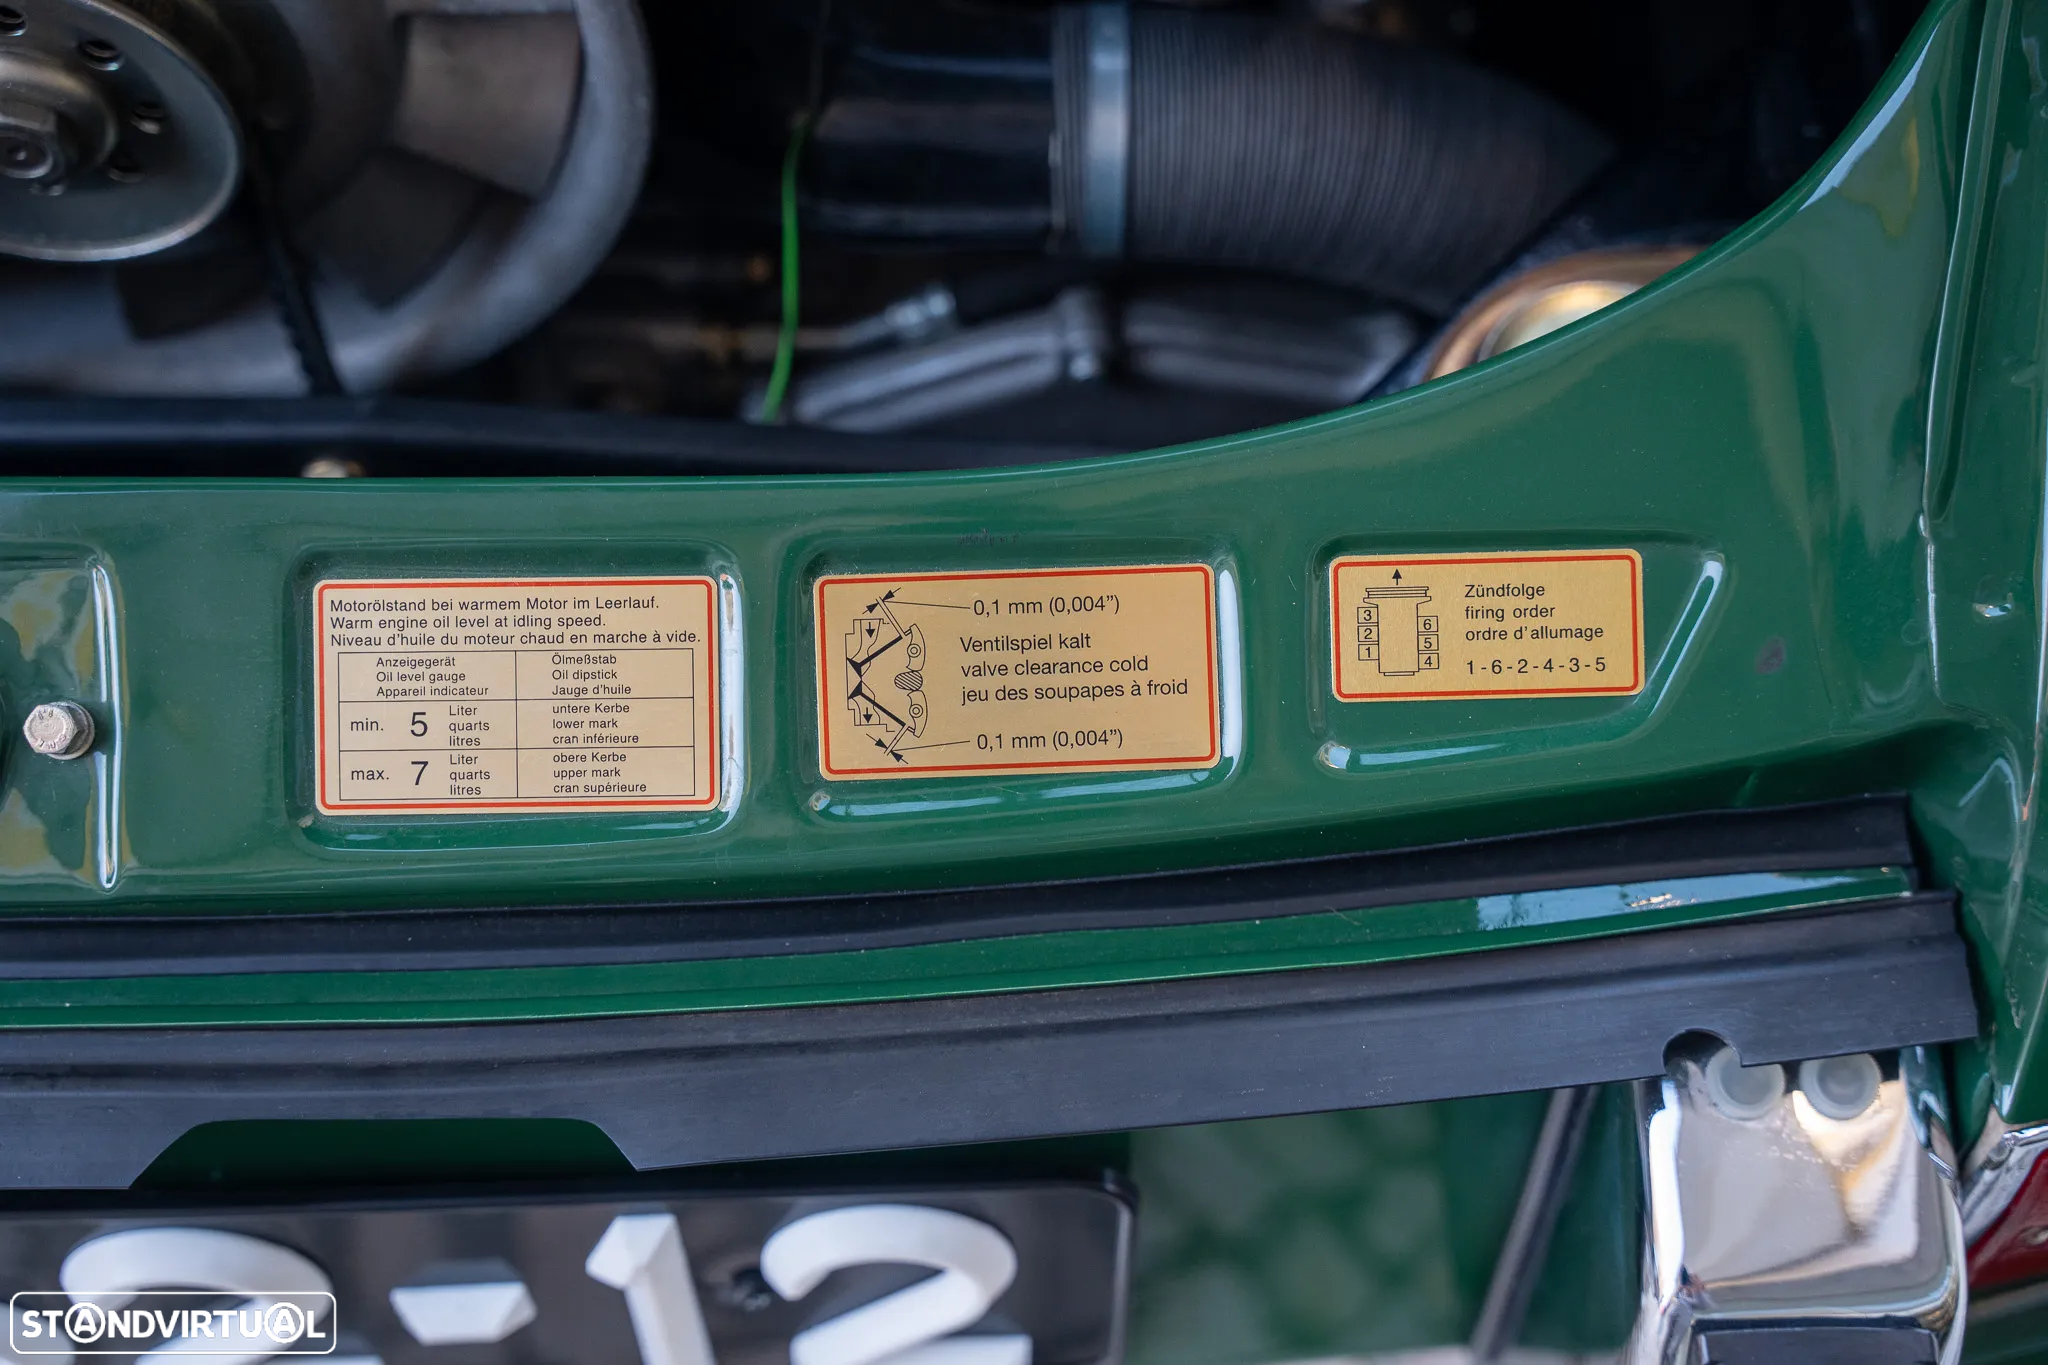 Motorölstand bei warmem Motor im Leerlauf.
Warm engine oil level at idling speed.
Niveau d'huile du moteur chaud en marche à vide.
Anzeigegerät
Oil level gauge
Appareil indicateur
Ölmeßstab
Oil dipstick
Jauge d'huile
min. 5 Liter
quarts
litres
untere Kerbe
lower mark
cran inférieure
max. 7 Liter
quarts
litres
obere Kerbe
upper mark
cran supérieure
0,1 mm (0,004")
Ventilspiel kalt
valve clearance cold
jeu des soupapes à froid
0,1 mm (0,004")
Zündfolge
firing order
ordre d'allumage
1-6-2-4-3-5
3 6
2 5
1 4
2-12
STANDVIRTUAL